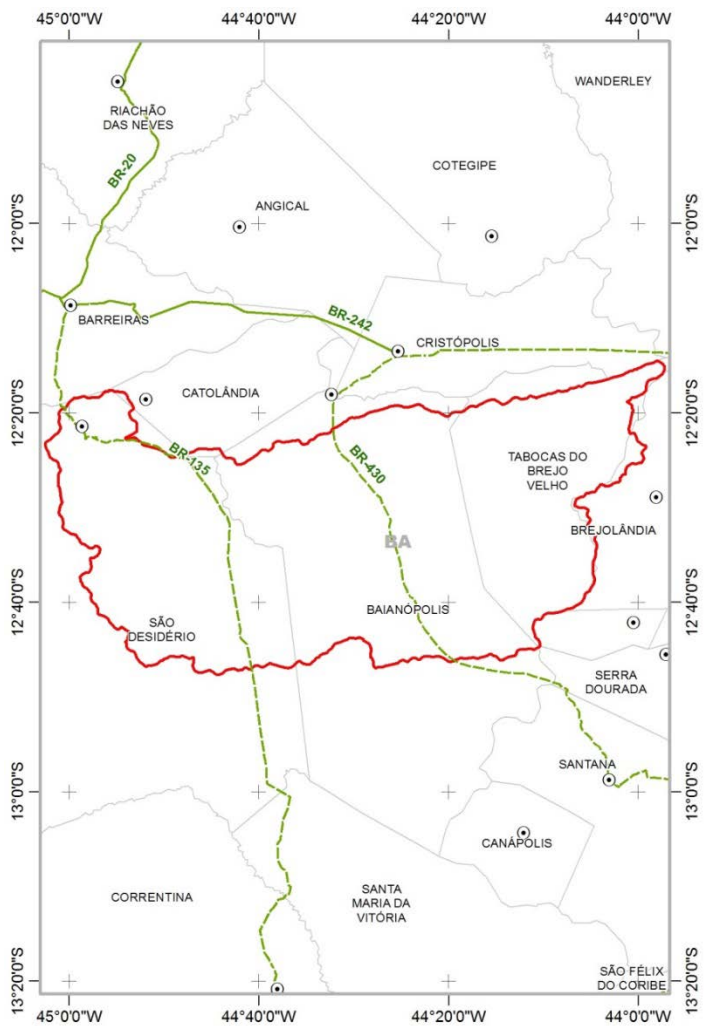 45°0'0"W
44°40'0"W
44°20'0"W
44°0'0"W
WANDERLEY
RIACHÃO
DAS NEVES
BR-20
COTEGIPE
ANGICAL
12°0'0"S
12°0'0"S
BARREIRAS
BR-242
CRISTÓPOLIS
CATOLÂNDIA
12°20'0"S
12°20'0"S
BR-135
BR-430
TABOCAS DO
BREJO
VELHO
BREJOLÂNDIA
BA
12°40'0"S
12°40'0"S
BAIANÓPOLIS
SÃO
DESIDÉRIO
SERRA
DOURADA
SANTANA
13°0'0"S
13°0'0"S
CANÁPOLIS
CORRENTINA
SANTA
MARIA DA
VITÓRIA
SÃO FÉLIX
DO CORIBE
13°20'0"S
13°20'0"S
45°0'0"W
44°40'0"W
44°20'0"W
44°0'0"W